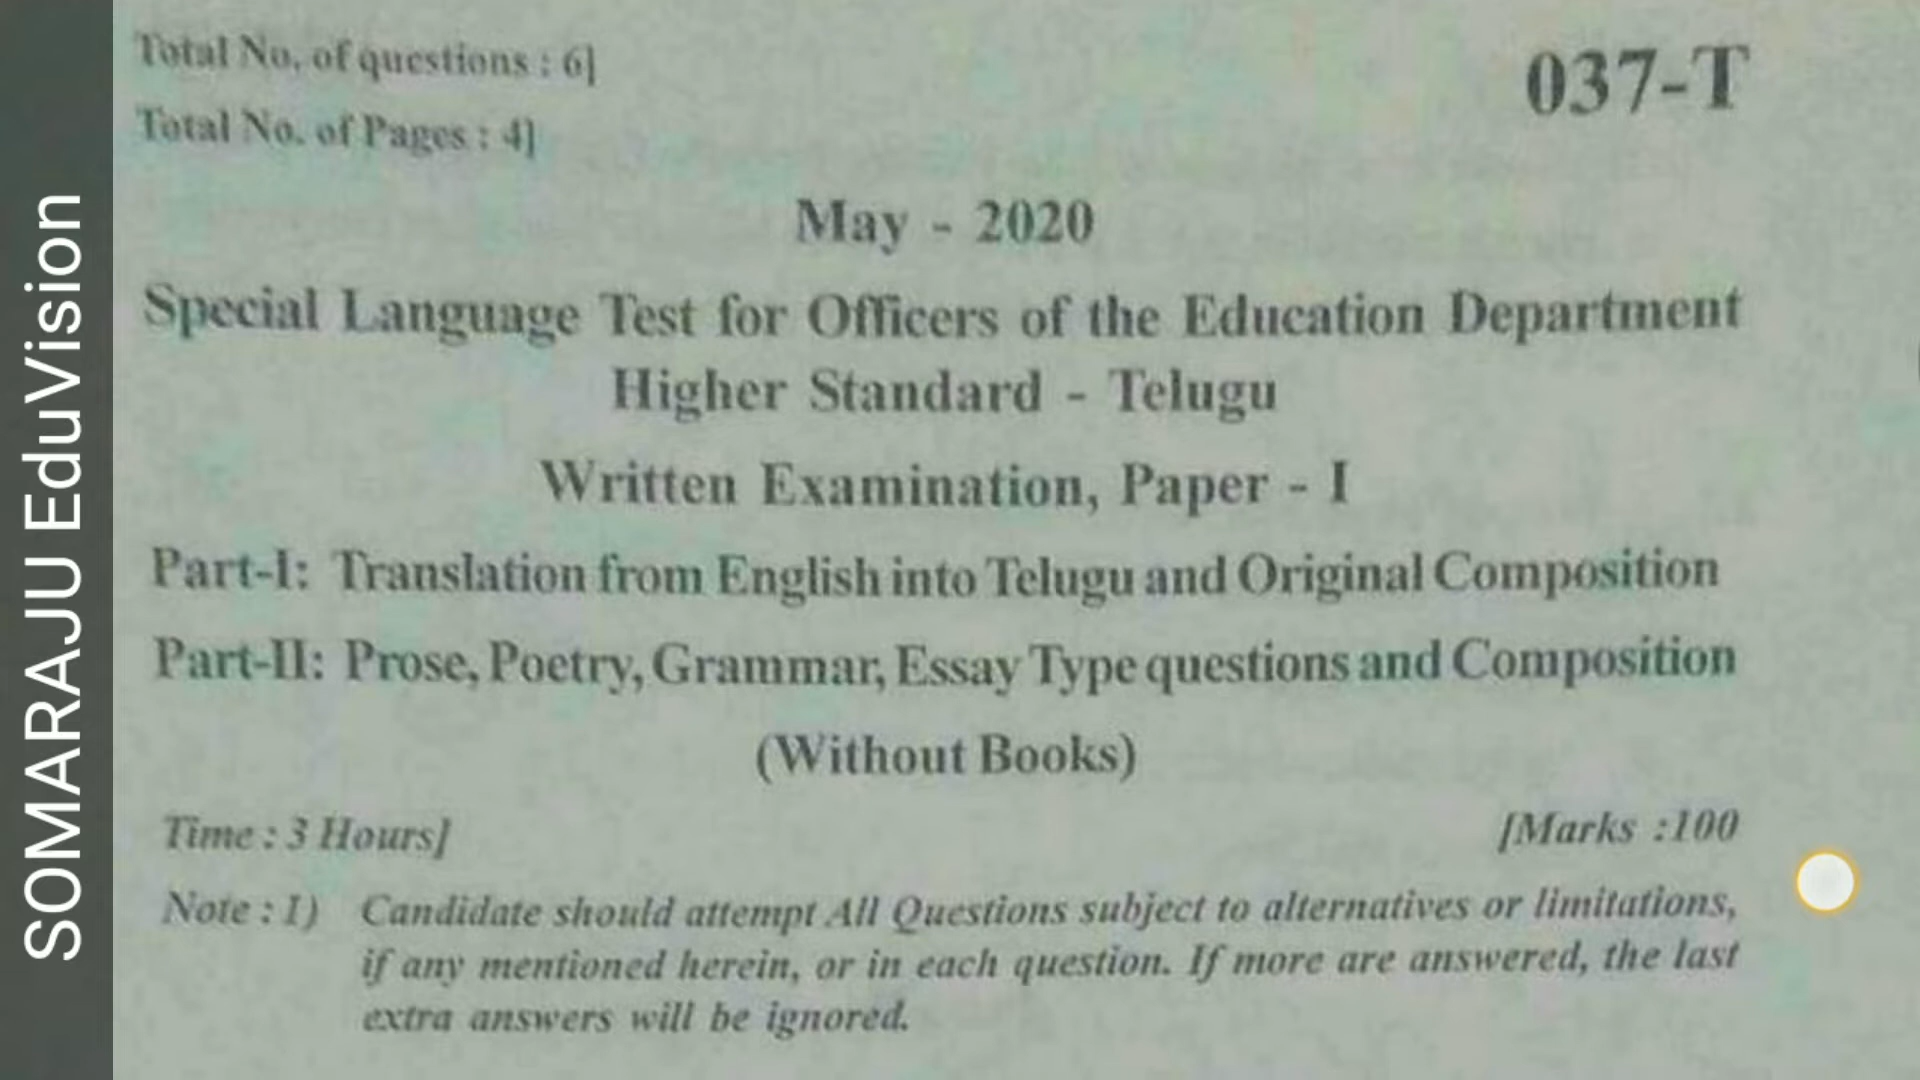 Total No. of questions : 6]
037-T
Total No. of Pages : 4]
May - 2020
Special Language Test for Officers of the Education Department
Higher Standard - Telugu
Written Examination, Paper - I
Part-I: Translation from English into Telugu and Original Composition
Part-II: Prose, Poetry, Grammar, Essay Type questions and Composition
(Without Books)
Time : 3 Hours]
[Marks :100
Note : 1) Candidate should attempt All Questions subject to alternatives or limitations,
if any mentioned herein, or in each question. If more are answered, the last
extra answers will be ignored.
SOMARAJU EduVision